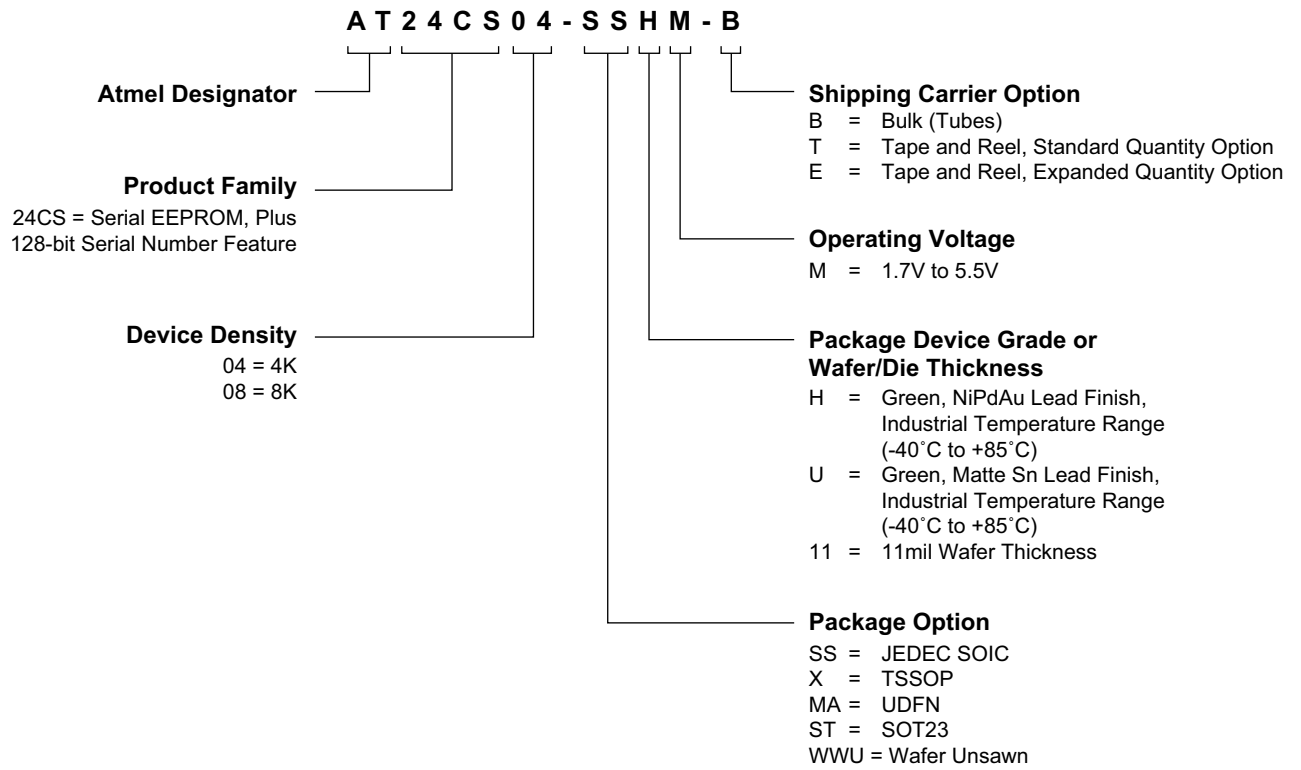 AT24CS04-SSHM-B
Atmel Designator
Product Family
24CS = Serial EEPROM, Plus
128-bit Serial Number Feature
Device Density
04 = 4K
08 = 8K
Shipping Carrier Option
B = Bulk (Tubes)
T = Tape and Reel, Standard Quantity Option
E = Tape and Reel, Expanded Quantity Option
Operating Voltage
M = 1.7V to 5.5V
Package Device Grade or
Wafer/Die Thickness
H = Green, NiPdAu Lead Finish,
Industrial Temperature Range
(-40˚C to +85˚C)
U = Green, Matte Sn Lead Finish,
Industrial Temperature Range
(-40˚C to +85˚C)
11 = 11mil Wafer Thickness
Package Option
SS = JEDEC SOIC
X = TSSOP
MA = UDFN
ST = SOT23
WWU = Wafer Unsawn